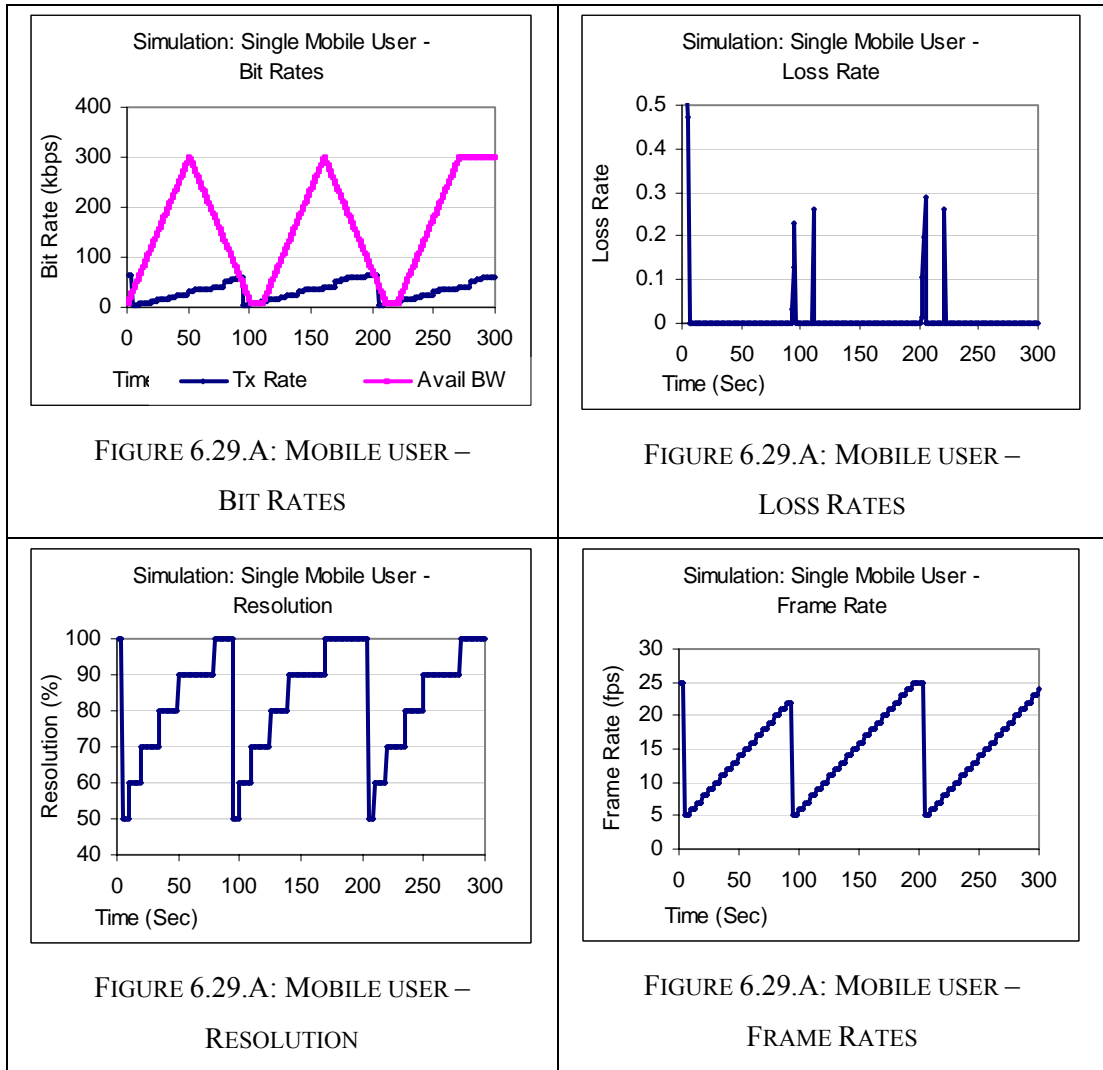 Simulation: Single Mobile User -
Bit Rates
400
300
200
100
0
Bit Rate (kbps)
0 50 100 150 200 250 300
Tx Rate Avail BW
FIGURE 6.29.A: MOBILE USER –
BIT RATES
Simulation: Single Mobile User -
Loss Rate
0.5
0.4
0.3
0.2
0.1
0
Loss Rate
0 50 100 150 200 250 300
Time (Sec)
FIGURE 6.29.A: MOBILE USER –
LOSS RATES
Simulation: Single Mobile User -
Resolution
100
90
80
70
60
50
40
Resolution (%)
0 50 100 150 200 250 300
Time (Sec)
FIGURE 6.29.A: MOBILE USER –
RESOLUTION
Simulation: Single Mobile User -
Frame Rate
30
25
20
15
10
5
0
Frame Rate (fps)
0 50 100 150 200 250 300
Time (Sec)
FIGURE 6.29.A: MOBILE USER –
FRAME RATES